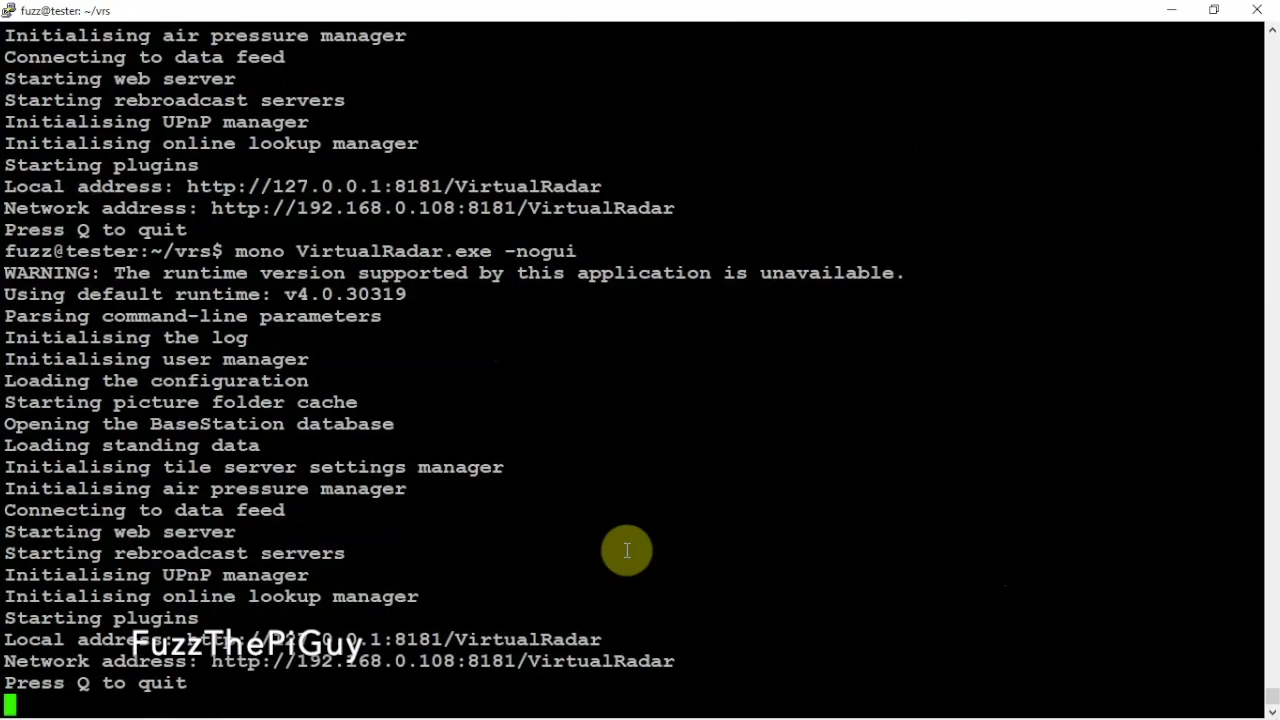 fuzz@tester: ~/vrs
Initialising air pressure manager
Connecting to data feed
Starting web server
Starting rebroadcast servers
Initialising UPnP manager
Initialising online lookup manager
Starting plugins
Local address: http://127.0.0.1:8181/VirtualRadar
Network address: http://192.168.0.108:8181/VirtualRadar
Press Q to quit
fuzz@tester:~/vrs$ mono VirtualRadar.exe -nogui
WARNING: The runtime version supported by this application is unavailable.
Using default runtime: v4.0.30319
Parsing command-line parameters
Initialising the log
Initialising user manager
Loading the configuration
Starting picture folder cache
Opening the BaseStation database
Loading standing data
Initialising tile server settings manager
Initialising air pressure manager
Connecting to data feed
Starting web server
Starting rebroadcast servers
Initialising UPnP manager
Initialising online lookup manager
Starting plugins
Local address: http://127.0.0.1:8181/VirtualRadar
FuzzThePiGuy
Network address: http://192.168.0.108:8181/VirtualRadar
Press Q to quit